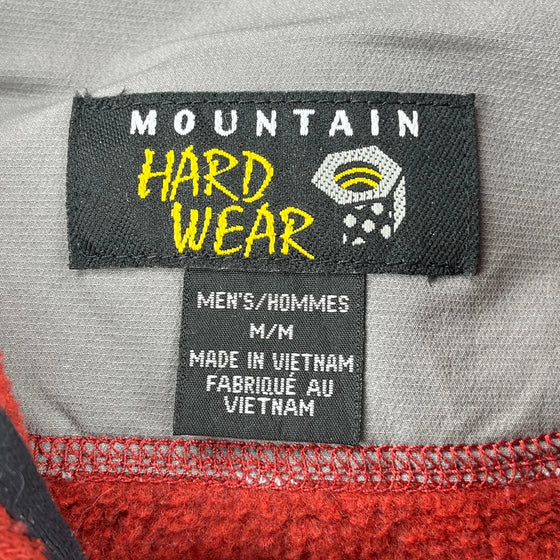 MOUNTAIN
HARD
WEAR
MEN'S/HOMMES
M/M
MADE IN VIETNAM
FABRIQUÉ AU
VIETNAM